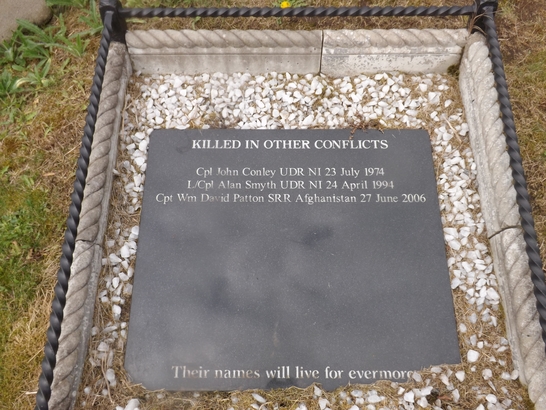 KILLED IN OTHER CONFLICTS
Cpl John Conley UDR NI 23 July 1974
L/Cpl Alan Smyth UDR NI 24 April 1994
Cpt Wm David Patton SRR Afghanistan 27 June 2006
Their names will live for evermore